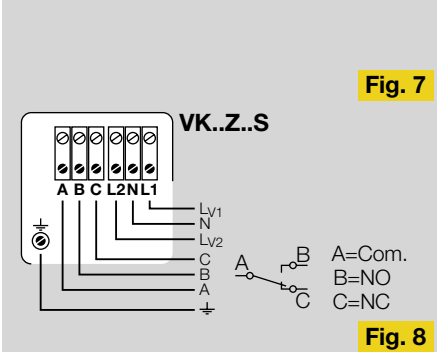 Fig. 7
VK..Z..S
A B C L2 N L1
LV1
N
LV2
C
B
A
A
B
C
A=Com.
B=NO
C=NC
Fig. 8